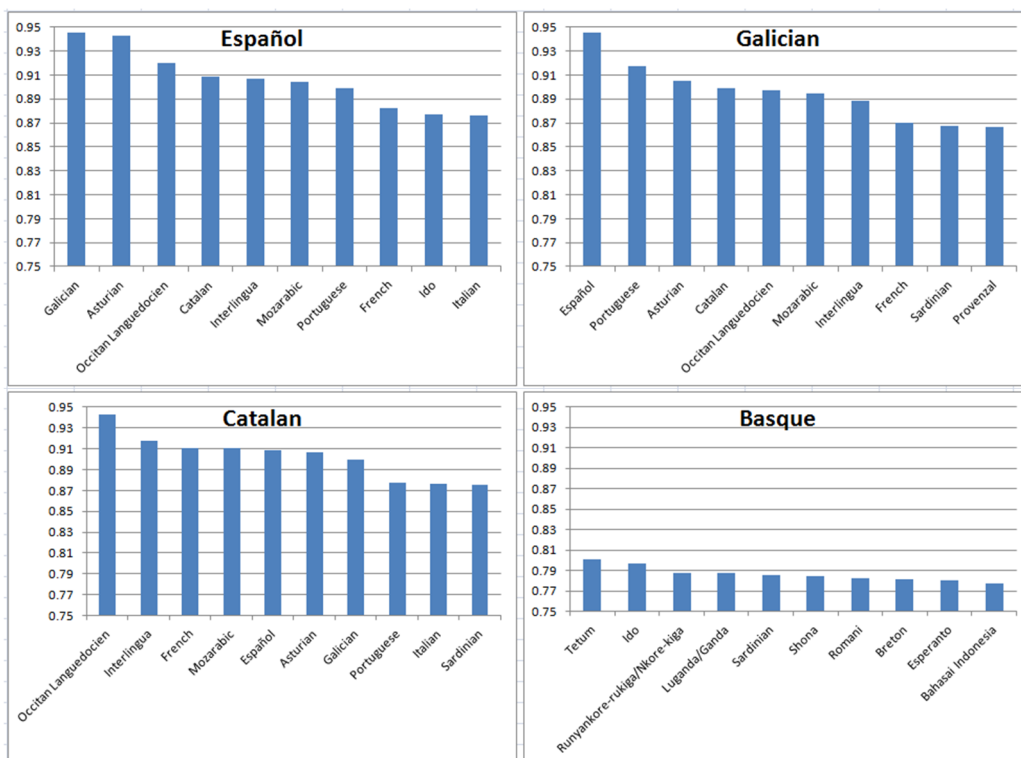 Español
0.95
0.93
0.91
0.89
0.87
0.85
0.83
0.81
0.79
0.77
0.75
Galician
Asturian
Occitan Languedocien
Catalan
Interlingua
Mozarabic
Portuguese
French
Ido
Italian
Galician
0.95
0.93
0.91
0.89
0.87
0.85
0.83
0.81
0.79
0.77
0.75
Español
Portuguese
Asturian
Catalan
Occitan Languedocien
Mozarabic
Interlingua
French
Sardinian
Provenzal
Catalan
0.95
0.93
0.91
0.89
0.87
0.85
0.83
0.81
0.79
0.77
0.75
Occitan Languedocien
Interlingua
French
Mozarabic
Español
Asturian
Galician
Portuguese
Italian
Sardinian
Basque
0.95
0.93
0.91
0.89
0.87
0.85
0.83
0.81
0.79
0.77
0.75
Tetum
Ido
Runyankore-rukiga/Nkore-kiga
Luganda/Ganda
Sardinian
Shona
Romani
Breton
Esperanto
Bahasai Indonesia